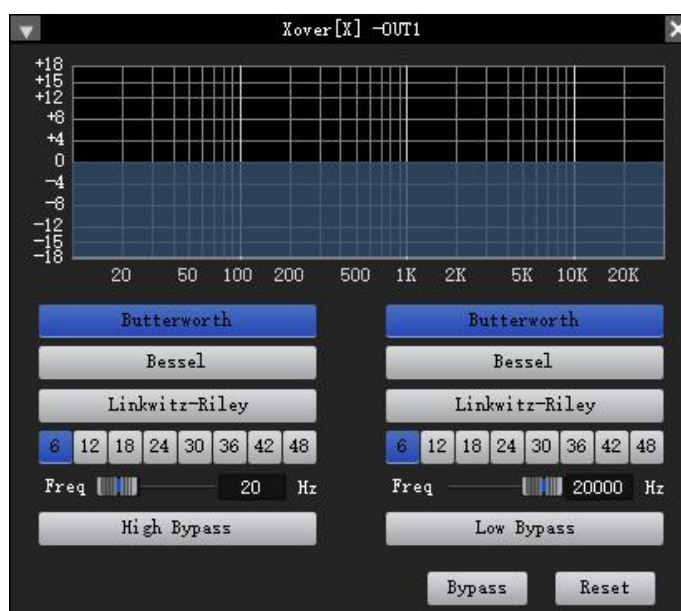 Xover[X] -OUT1
+18
+15
+12
+8
+4
0
-4
-8
-12
-15
-18
20 50 100 200 500 1K 2K 5K 10K 20K
Butterworth Butterworth
Bessel Bessel
Linkwitz-Riley Linkwitz-Riley
6 12 18 24 30 36 42 48 6 12 18 24 30 36 42 48
Freq 20 Hz Freq 20000 Hz
High Bypass Low Bypass
Bypass Reset